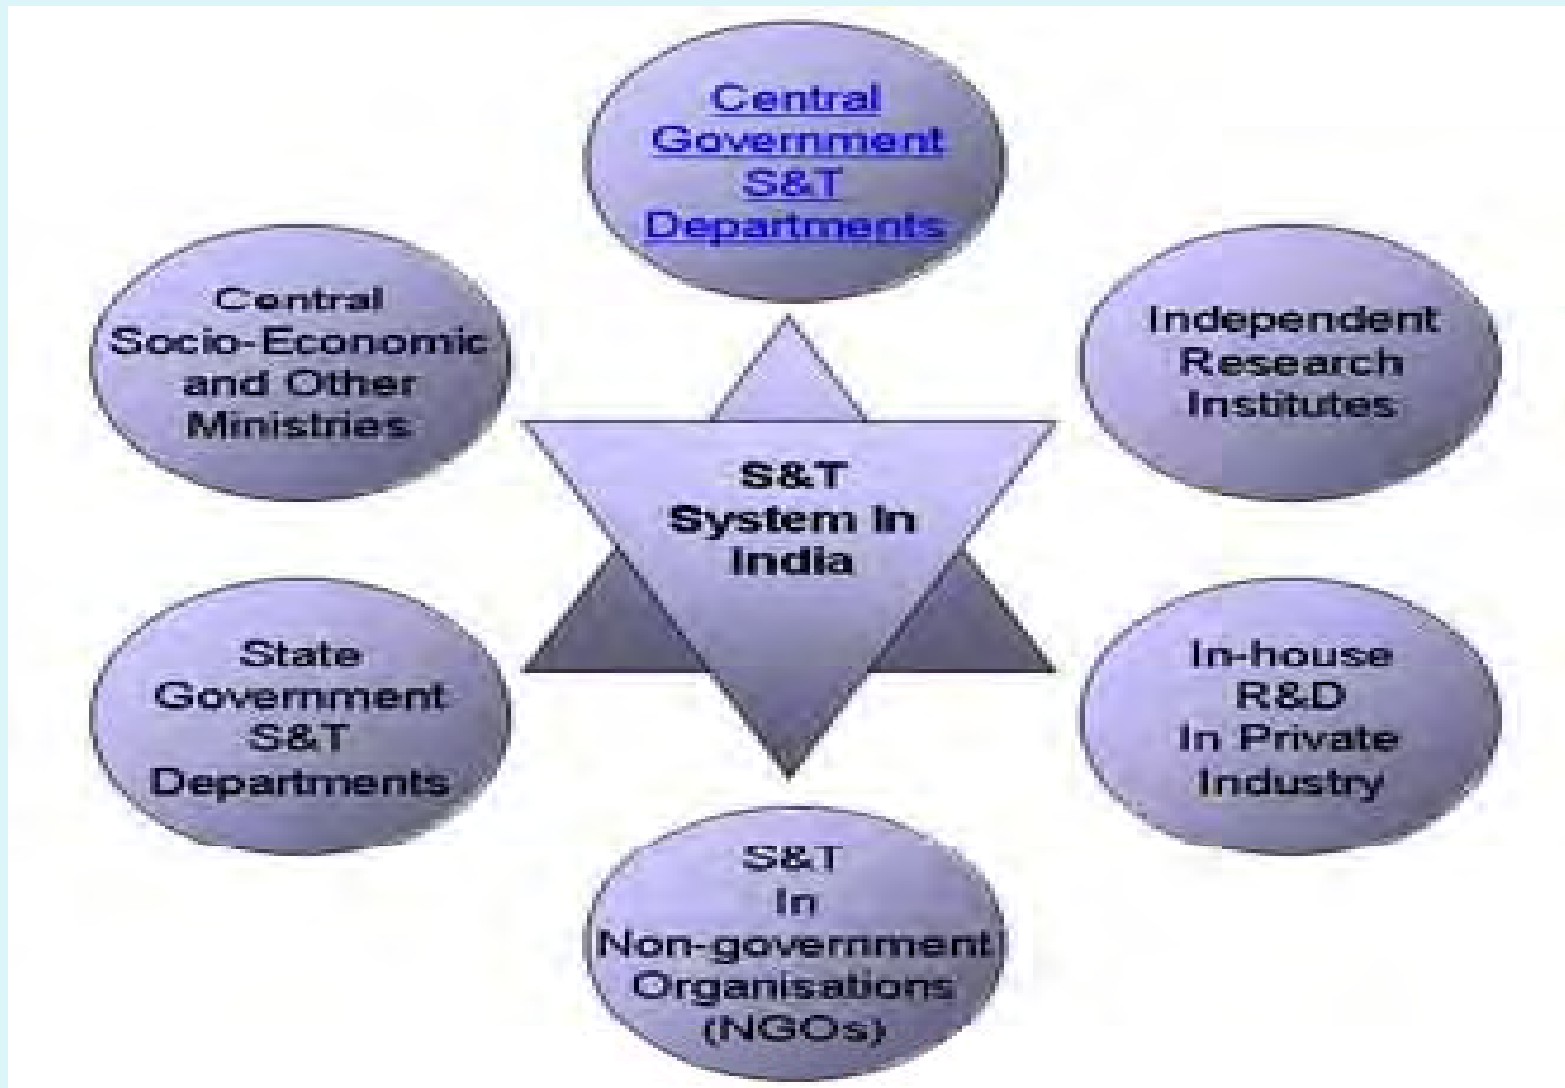 Central
Government
S&T
Departments
Central
Socio-Economic
and Other
Ministries
Independent
Research
Institutes
S&T
System In
India
State
Government
S&T
Departments
In-house
R&D
In Private
Industry
S&T
In
Non-government
Organisations
(NGOs)